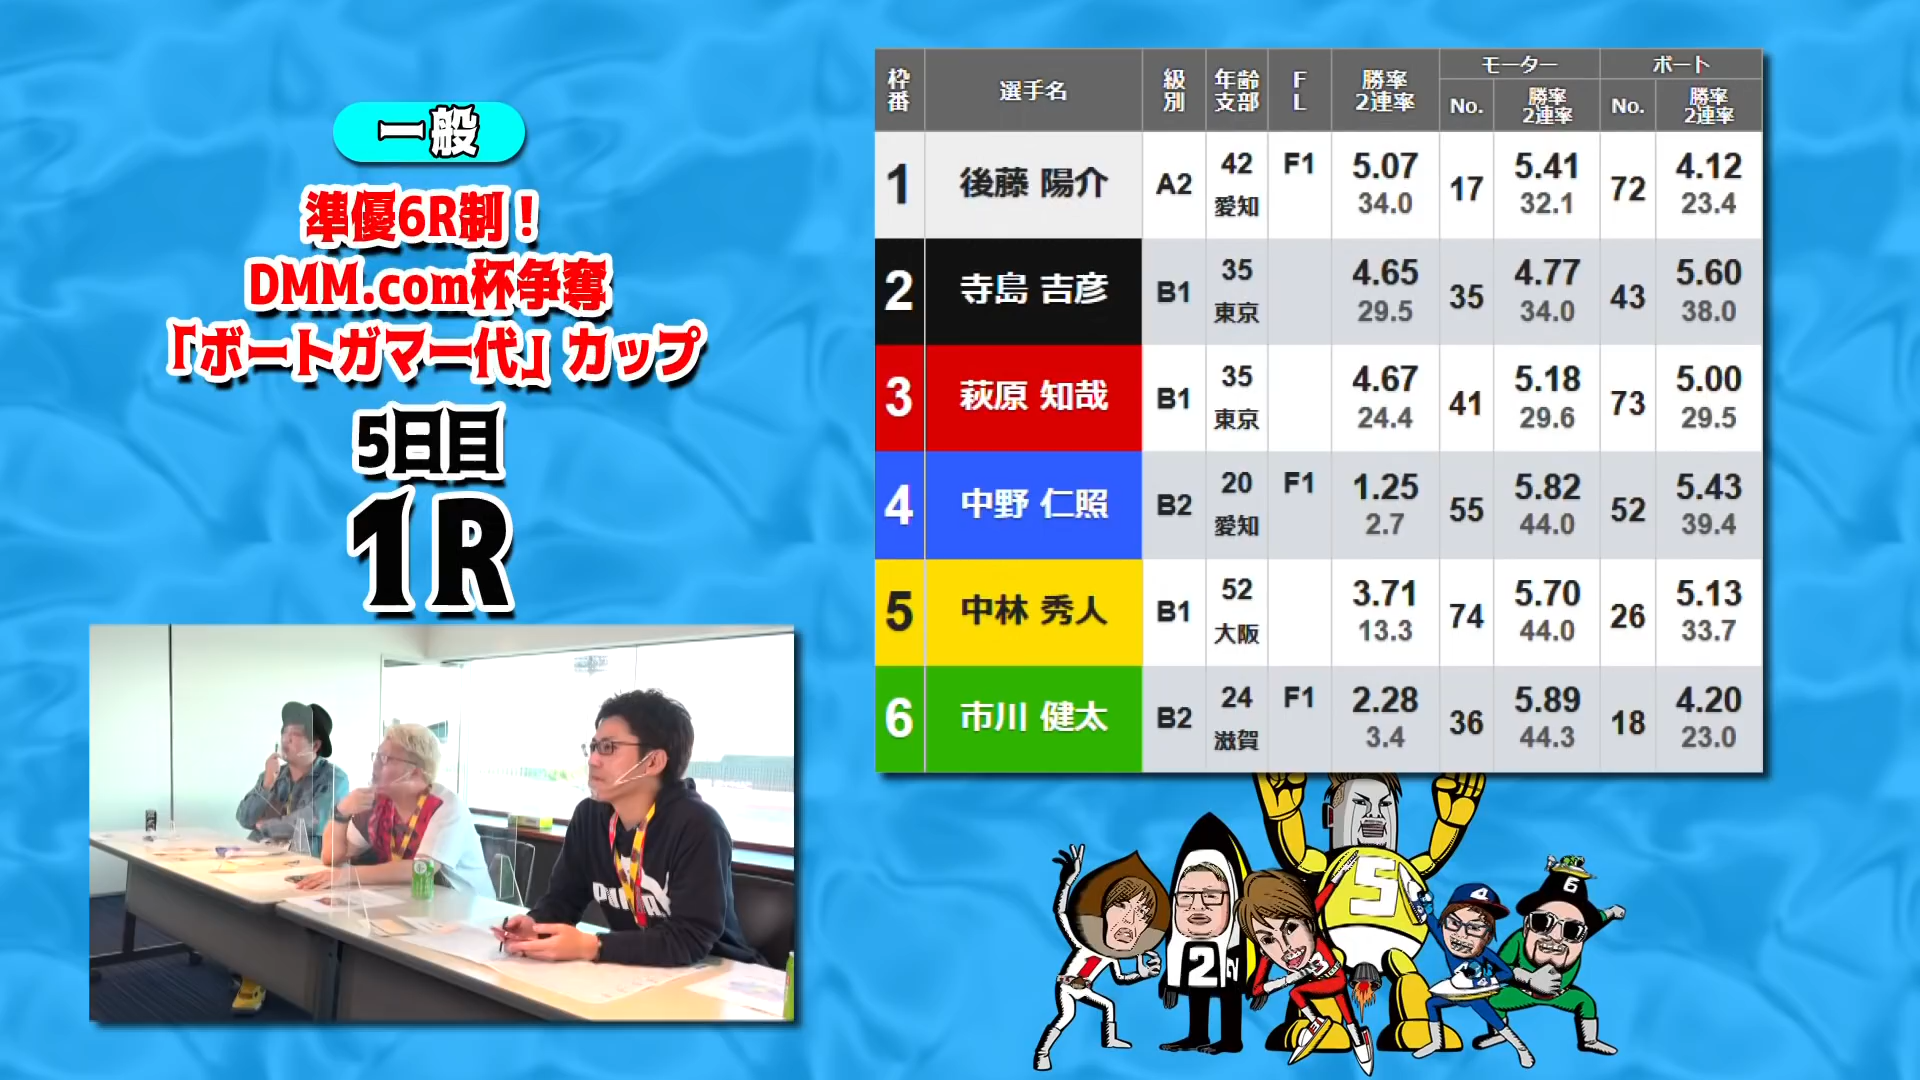 一般
準優6R制！
DMM.com杯争奪
「ボートガマー代」カップ
5日目
1R
枠番 選手名 級別 年齢支部 FL 勝率2連率 モーター ボート
No. 勝率2連率 No. 勝率2連率
1 後藤 陽介 A2 42 F1 5.07 17 5.41 72 4.12
愛知 34.0 32.1 23.4
2 寺島 吉彦 B1 35 4.65 35 4.77 43 5.60
東京 29.5 34.0 38.0
3 萩原 知哉 B1 35 4.67 41 5.18 73 5.00
東京 24.4 29.6 29.5
4 中野 仁照 B2 20 F1 1.25 55 5.82 52 5.43
愛知 2.7 44.0 39.4
5 中林 秀人 B1 52 3.71 74 5.70 26 5.13
大阪 13.3 44.0 33.7
6 市川 健太 B2 24 F1 2.28 36 5.89 18 4.20
滋賀 3.4 44.3 23.0
5
4
6
1
2
2
3